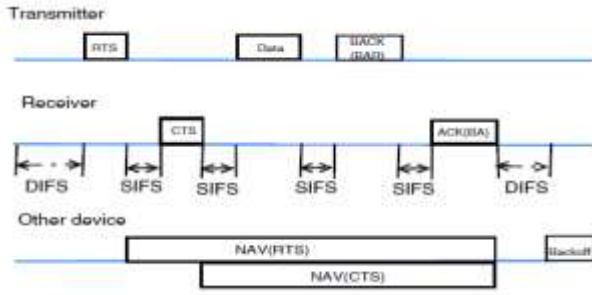 Transmitter
RTS
Data
BACK
(BAR)
Receiver
CTS
ACK(BA)
DIFS
SIFS
SIFS
SIFS
SIFS
DIFS
Other device
NAV(RTS)
Backoff
NAV(CTS)